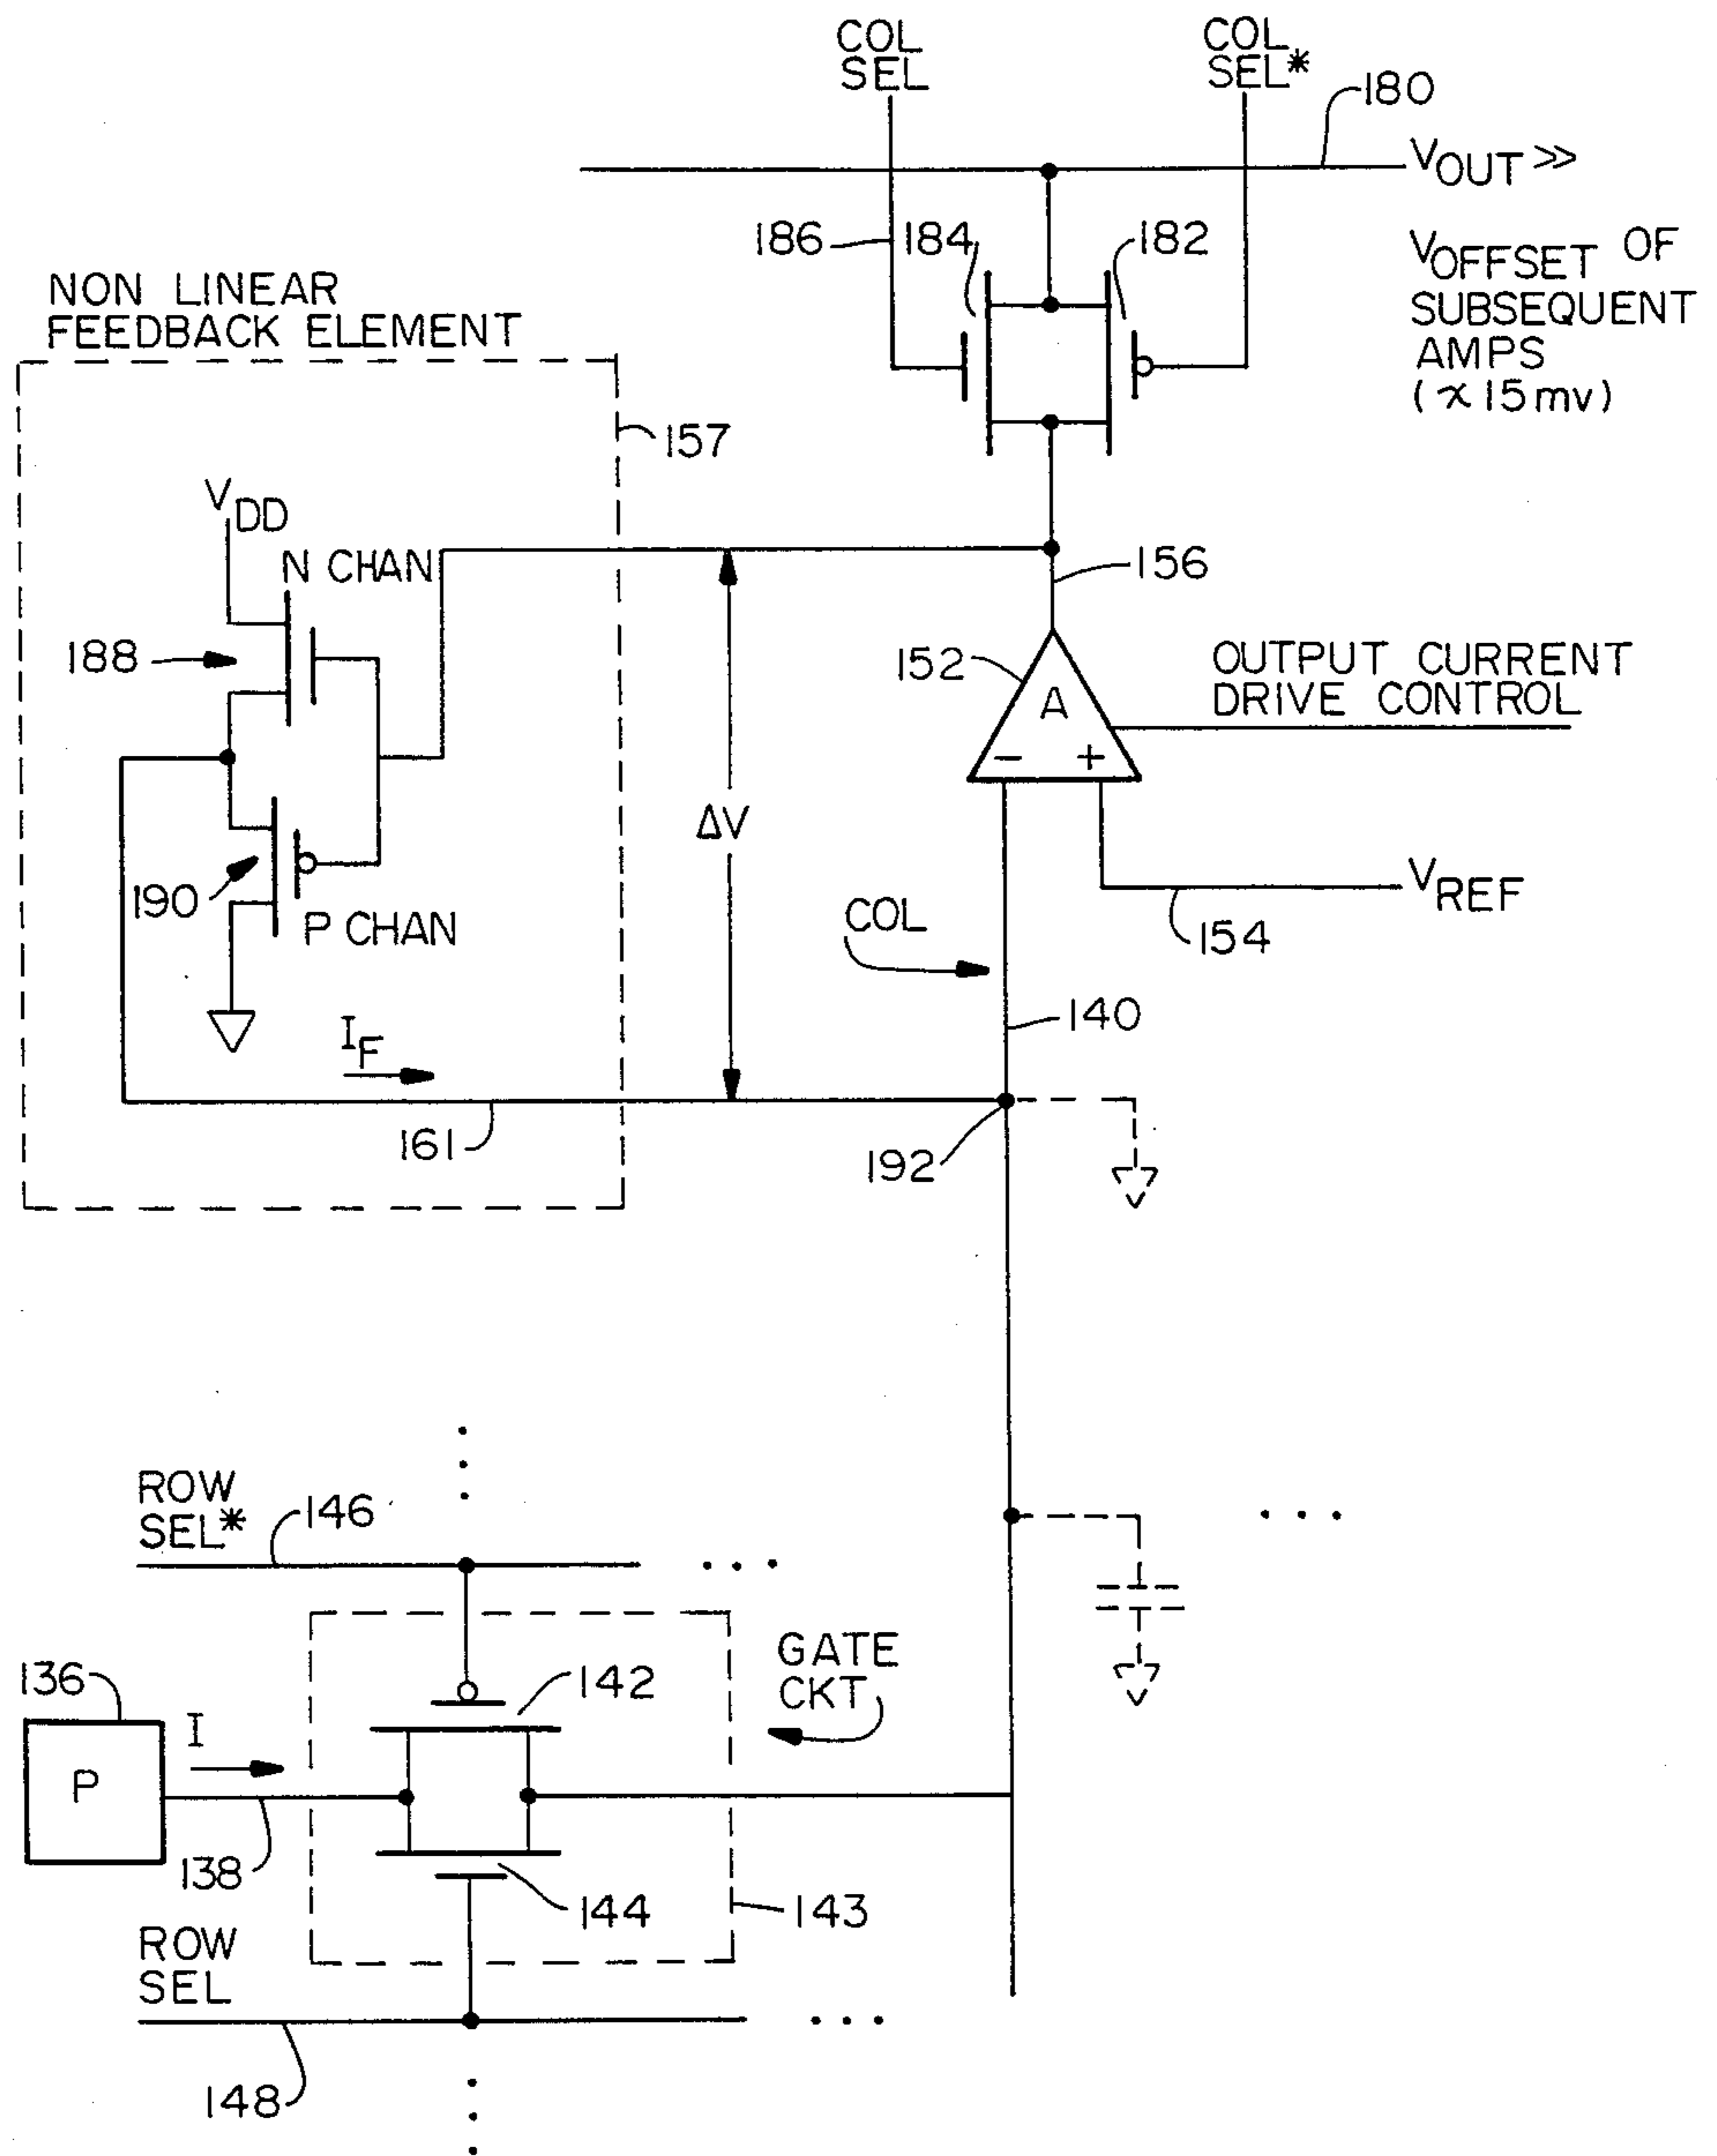 COL
SEL
COL
SEL*
180
VOUT >>
186
184
182
VOFFSET OF
SUBSEQUENT
AMPS
(≈ 15mv)
NON LINEAR
FEEDBACK ELEMENT
157
VDD
N CHAN
156
188
152
A
OUTPUT CURRENT
DRIVE CONTROL
- +
ΔV
190
P CHAN
VREF
COL
154
140
IF
161
192
ROW
SEL*
146
136
142
GATE
CKT
I
P
138
144
143
ROW
SEL
148